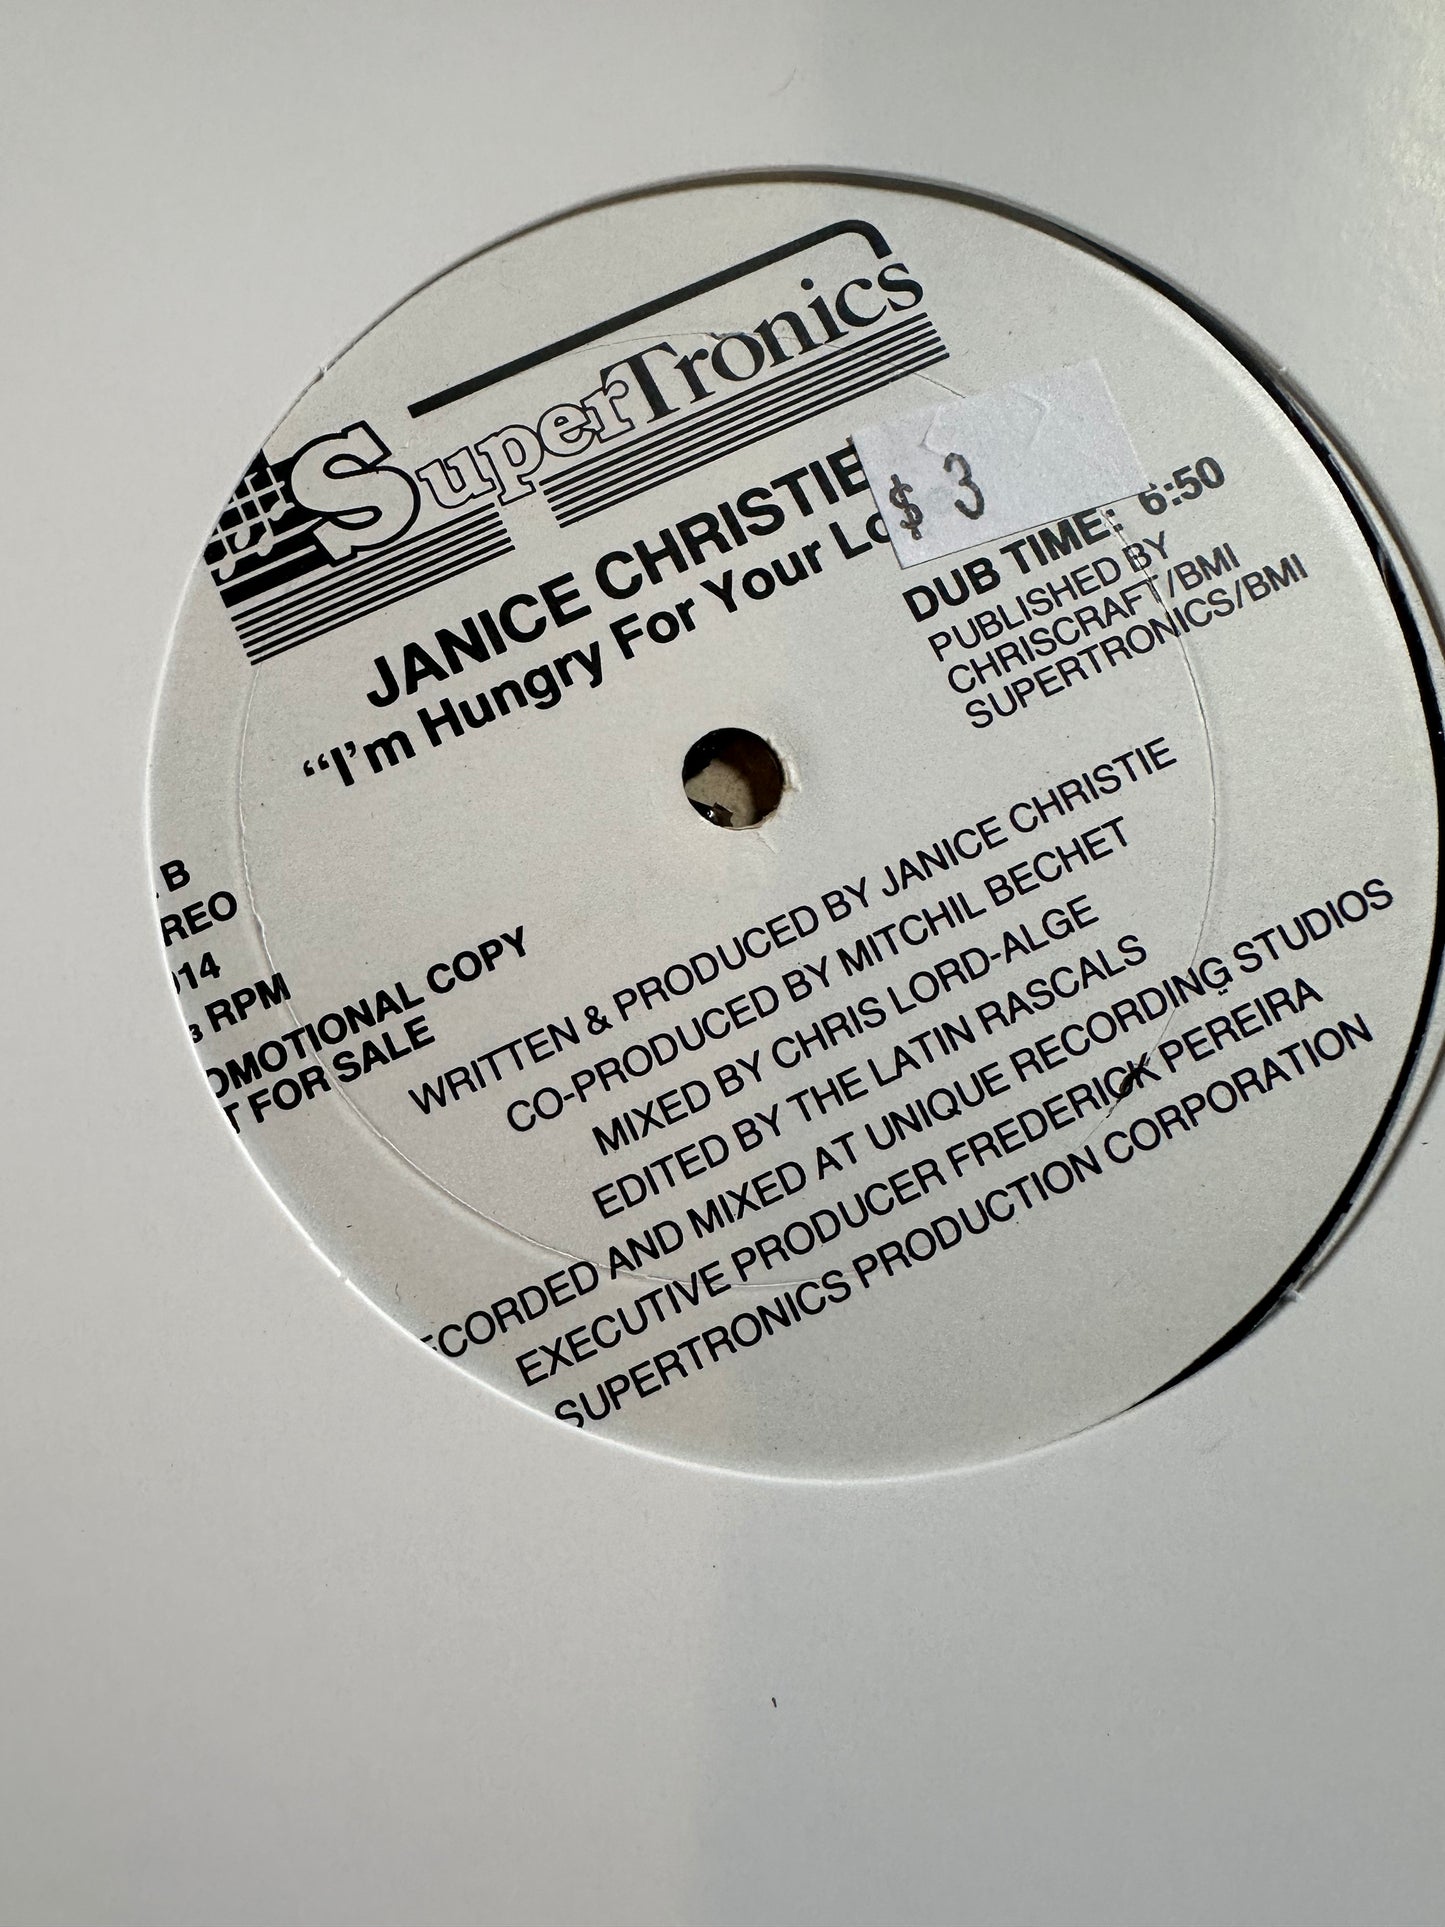 SuperTronics
$ 3
JANICE CHRISTIE
"I'm Hungry For Your
DUB TIME: 6:50
PUBLISHED BY
CHRISCRAFT/BMI
SUPERTRONICS/BMI
B
REO
014
RPM
OMOTIONAL COPY
T FOR SALE
WRITTEN & PRODUCED BY JANICE CHRISTIE
CO-PRODUCED BY MITCHIL BECHET
MIXED BY CHRIS LORD-ALGE
EDITED BY THE LATIN RASCALS
ECORDED AND MIXED AT UNIQUE RECORDING STUDIOS
EXECUTIVE PRODUCER FREDERICK PEREIRA
SUPERTRONICS PRODUCTION CORPORATION